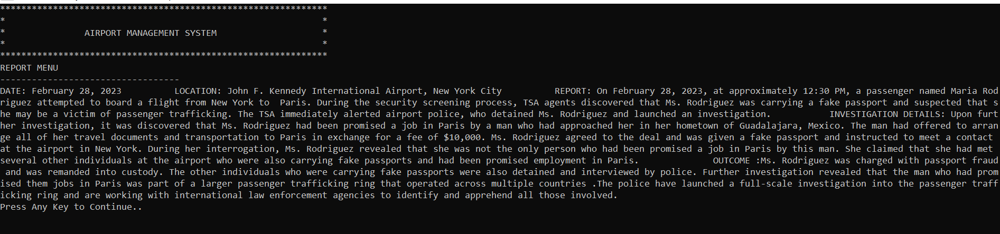 **************************************************************
*                                                            *
*               AIRPORT MANAGEMENT SYSTEM                    *
*                                                            *
**************************************************************
REPORT MENU
----------------------------------
DATE: February 28, 2023          LOCATION: John F. Kennedy International Airport, New York City          REPORT: On February 28, 2023, at approximately 12:30 PM, a passenger named Maria Rod
riguez attempted to board a flight from New York to  Paris. During the security screening process, TSA agents discovered that Ms. Rodriguez was carrying a fake passport and suspected that s
he may be a victim of passenger trafficking. The TSA immediately alerted airport police, who detained Ms. Rodriguez and launched an investigation.           INVESTIGATION DETAILS: Upon furt
her investigation, it was discovered that Ms. Rodriguez had been promised a job in Paris by a man who had approached her in her hometown of Guadalajara, Mexico. The man had offered to arran
ge all of her travel documents and transportation to Paris in exchange for a fee of $10,000. Ms. Rodriguez agreed to the deal and was given a fake passport and instructed to meet a contact
at the airport in New York. During her interrogation, Ms. Rodriguez revealed that she was not the only person who had been promised a job in Paris by this man. She claimed that she had met
several other individuals at the airport who were also carrying fake passports and had been promised employment in Paris.              OUTCOME :Ms. Rodriguez was charged with passport fraud
 and was remanded into custody. The other individuals who were carrying fake passports were also detained and interviewed by police. Further investigation revealed that the man who had prom
ised them jobs in Paris was part of a larger passenger trafficking ring that operated across multiple countries .The police have launched a full-scale investigation into the passenger traff
icking ring and are working with international law enforcement agencies to identify and apprehend all those involved.
Press Any Key to Continue..